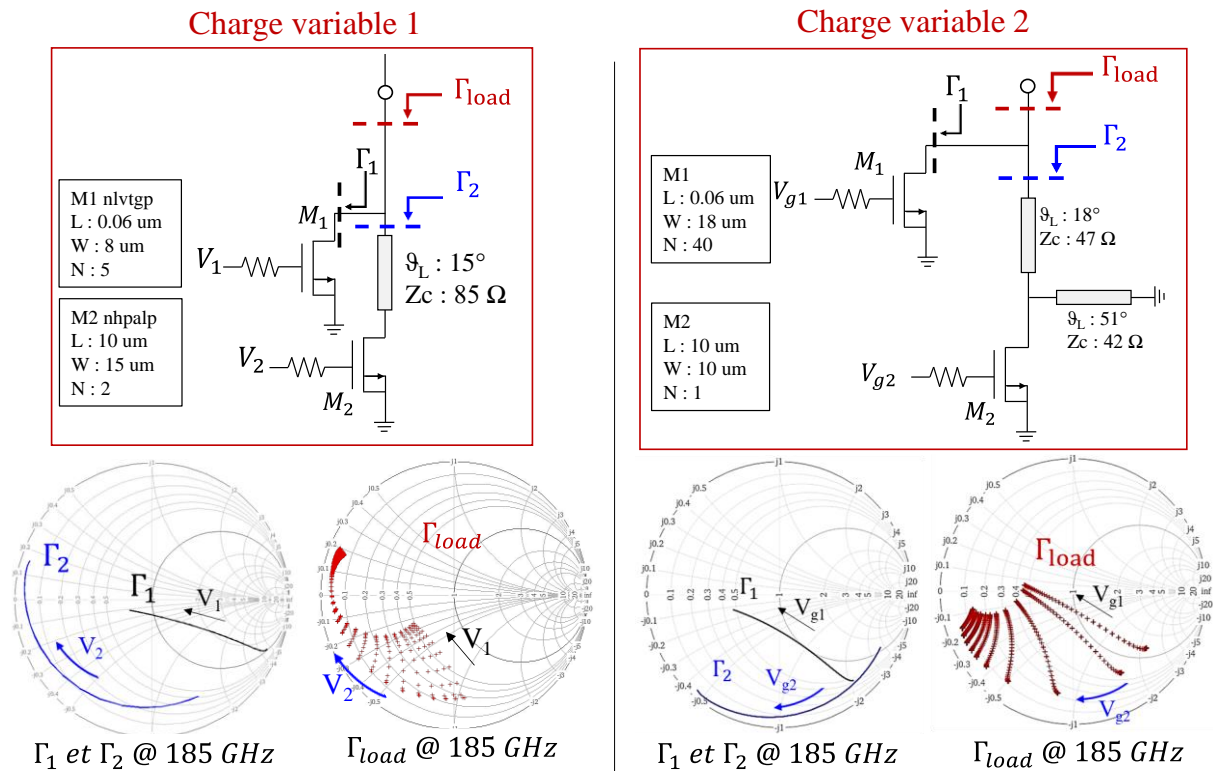 Charge variable 1
Γload
Γ1
Γ2
M1 nlvtgp
L : 0.06 um
W : 8 um
N : 5
M1
V1
ϑL : 15°
Zc : 85 Ω
M2 nhpalp
L : 10 um
W : 15 um
N : 2
V2
M2
Γ2
Γ1
V1
V2
Γ1 et Γ2 @ 185 GHz
Γload
V1
V2
Γload @ 185 GHz
Charge variable 2
Γload
Γ1
Γ2
M1
L : 0.06 um
W : 18 um
N : 40
M1
Vg1
ϑL : 18°
Zc : 47 Ω
ϑL : 51°
Zc : 42 Ω
M2
L : 10 um
W : 10 um
N : 1
Vg2
M2
Γ1
Vg1
Γ2
Vg2
Γ1 et Γ2 @ 185 GHz
Γload
Vg1
Vg2
Γload @ 185 GHz